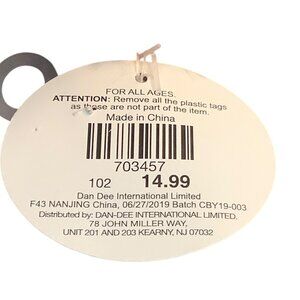 FOR ALL AGES.
ATTENTION: Remove all the plastic tags
as these are not part of the item.
Made in China
703457
102 14.99
Dan Dee International Limited
F43 NANJING China, 06/27/2019 Batch CBY19-003
Distributed by: DAN-DEE INTERNATIONAL LIMITED.
78 JOHN MILLER WAY,
UNIT 201 AND 203 KEARNY, NJ 07032